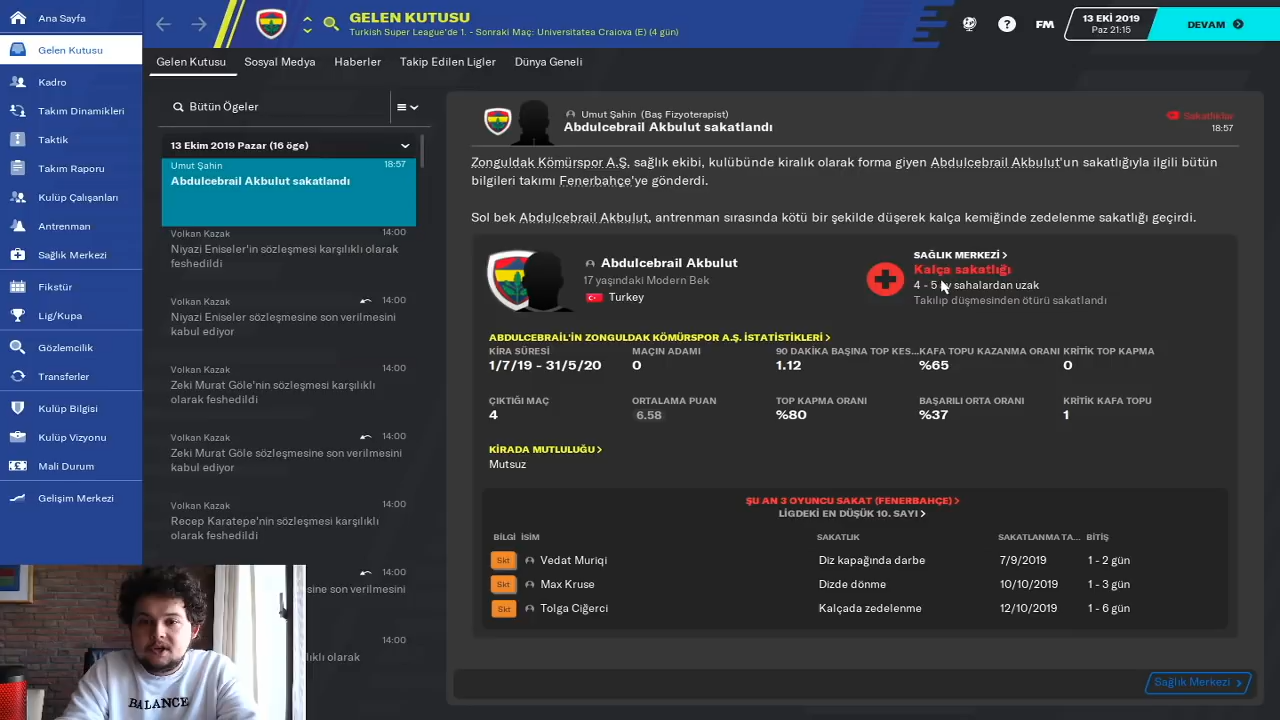 Ana Sayfa
Gelen Kutusu
Kadro
Takım Dinamikleri
Taktik
Takım Raporu
Kulüp Çalışanları
Antrenman
Sağlık Merkezi
Fikstür
Lig/Kupa
Gözlemcilik
Transferler
Kulüp Bilgisi
Kulüp Vizyonu
Mali Durum
Gelişim Merkezi
GELEN KUTUSU
Turkish Super League'de 1. - Sonraki Maç: Universitatea Craiova (E) (4 gün)
?
FM
13 EKİ 2019
Paz 21:15
DEVAM
Gelen Kutusu
Sosyal Medya
Haberler
Takip Edilen Ligler
Dünya Geneli
Bütün Ögeler
13 Ekim 2019 Pazar (16 öge)
Umut Şahin 18:57
Abdulcebrail Akbulut sakatlandı
Volkan Kazak 14:00
Niyazi Eniseler'in sözleşmesi karşılıklı olarak
feshedildi
Volkan Kazak 14:00
Niyazi Eniseler sözleşmesine son verilmesini
kabul ediyor
Volkan Kazak 14:00
Zeki Murat Göle'nin sözleşmesi karşılıklı
olarak feshedildi
Volkan Kazak 14:00
Zeki Murat Göle sözleşmesine son verilmesini
kabul ediyor
Volkan Kazak 14:00
Recep Karatepe'nin sözleşmesi karşılıklı
olarak feshedildi
14:00
sine son verilmesini
14:00
olarak
BALANCE
Umut Şahin (Baş Fizyoterapist)
Abdulcebrail Akbulut sakatlandı
Sakatlıklar
18:57
Zonguldak Kömürspor A.Ş. sağlık ekibi, kulübünde kiralık olarak forma giyen Abdulcebrail Akbulut'un sakatlığıyla ilgili bütün
bilgileri takımı Fenerbahçe'ye gönderdi.
Sol bek Abdulcebrail Akbulut, antrenman sırasında kötü bir şekilde düşerek kalça kemiğinde zedelenme sakatlığı geçirdi.
Abdulcebrail Akbulut
17 yaşındaki Modern Bek
Turkey
SAĞLIK MERKEZİ
Kalça sakatlığı
4 - 5 ay sahalardan uzak
Takılıp düşmesinden ötürü sakatlandı
ABDULCEBRAİL'İN ZONGULDAK KÖMÜRSPOR A.Ş. İSTATİSTİKLERİ
KİRA SÜRESİ MAÇIN ADAMI 90 DAKİKA BAŞINA TOP KES... KAFA TOPU KAZANMA ORANI KRİTİK TOP KAPMA
1/7/19 - 31/5/20 0 1.12 %65 0
ÇIKTIĞI MAÇ ORTALAMA PUAN TOP KAPMA ORANI BAŞARILI ORTA ORANI KRİTİK KAFA TOPU
4 6.58 %80 %37 1
KİRADA MUTLULUĞU
Mutsuz
ŞU AN 3 OYUNCU SAKAT (FENERBAHÇE)
LİGDEKİ EN DÜŞÜK 10. SAYI
BİLGİ İSİM SAKATLIK SAKATLANMA TA... BİTİŞ
Skt Vedat Muriqi Diz kapağında darbe 7/9/2019 1 - 2 gün
Skt Max Kruse Dizde dönme 10/10/2019 1 - 3 gün
Skt Tolga Ciğerci Kalçada zedelenme 12/10/2019 1 - 6 gün
Sağlık Merkezi